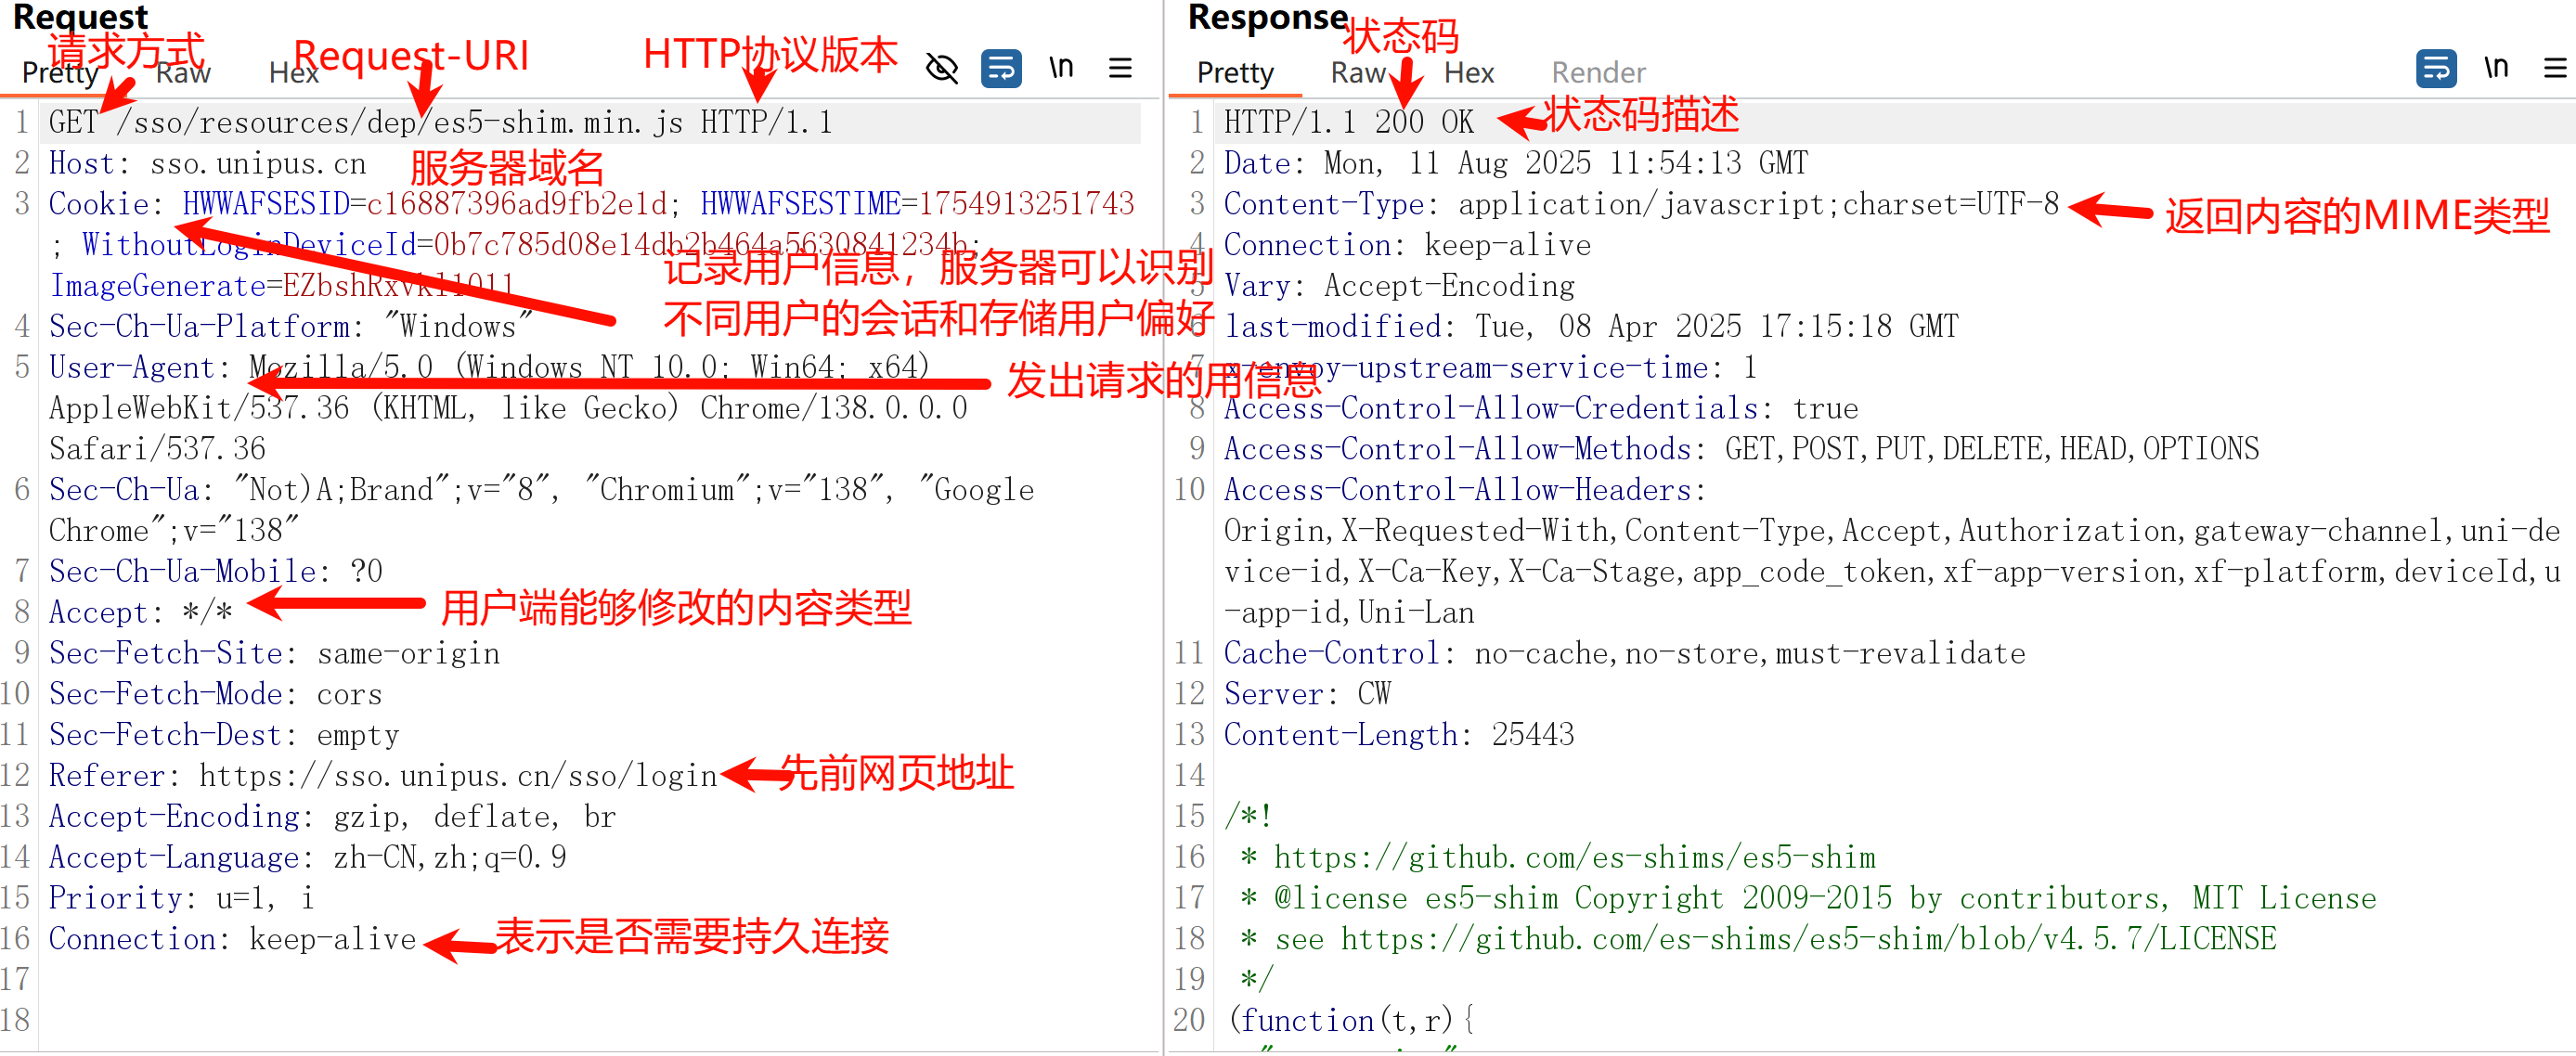 Request
请求方式
Request-URI
HTTP协议版本
Pretty
Raw
Hex
\n
1 GET /sso/resources/dep/es5-shim.min.js HTTP/1.1
2 Host: sso.unipus.cn
服务器域名
3 Cookie: HWWAFSESID=c16887396ad9fb2e1d; HWWAFSESTIME=1754913251743
; WithoutLoginDeviceId=0b7c785d08e14db2b464a5630841234b;
ImageGenerate=
记录用户信息，服务器可以识别
不同用户的会话和存储用户偏好
4 Sec-Ch-Ua-Platform: "Windows"
5 User-Agent: Mozilla/5.0 (Windows NT 10.0; Win64; x64)
发出请求的用信息
AppleWebKit/537.36 (KHTML, like Gecko) Chrome/138.0.0.0
Safari/537.36
6 Sec-Ch-Ua: "Not)A;Brand";v="8", "Chromium";v="138", "Google
Chrome";v="138"
7 Sec-Ch-Ua-Mobile: ?0
8 Accept: */*
用户端能够修改的内容类型
9 Sec-Fetch-Site: same-origin
10 Sec-Fetch-Mode: cors
11 Sec-Fetch-Dest: empty
12 Referer: https://sso.unipus.cn/sso/login
先前网页地址
13 Accept-Encoding: gzip, deflate, br
14 Accept-Language: zh-CN,zh;q=0.9
15 Priority: u=1, i
16 Connection: keep-alive
表示是否需要持久连接
17
18
Response
状态码
Pretty
Raw
Hex
Render
\n
1 HTTP/1.1 200 OK
状态码描述
2 Date: Mon, 11 Aug 2025 11:54:13 GMT
3 Content-Type: application/javascript;charset=UTF-8
返回内容的MIME类型
4 Connection: keep-alive
5 Vary: Accept-Encoding
6 last-modified: Tue, 08 Apr 2025 17:15:18 GMT
7 x-envoy-upstream-service-time: 1
8 Access-Control-Allow-Credentials: true
9 Access-Control-Allow-Methods: GET,POST,PUT,DELETE,HEAD,OPTIONS
10 Access-Control-Allow-Headers:
Origin,X-Requested-With,Content-Type,Accept,Authorization,gateway-channel,uni-de
vice-id,X-Ca-Key,X-Ca-Stage,app_code_token,xf-app-version,xf-platform,deviceId,u
-app-id,Uni-Lan
11 Cache-Control: no-cache,no-store,must-revalidate
12 Server: CW
13 Content-Length: 25443
14
15 /*!
16 * https://github.com/es-shims/es5-shim
17 * @license es5-shim Copyright 2009-2015 by contributors, MIT License
18 * see https://github.com/es-shims/es5-shim/blob/v4.5.7/LICENSE
19 */
20 (function(t,r){